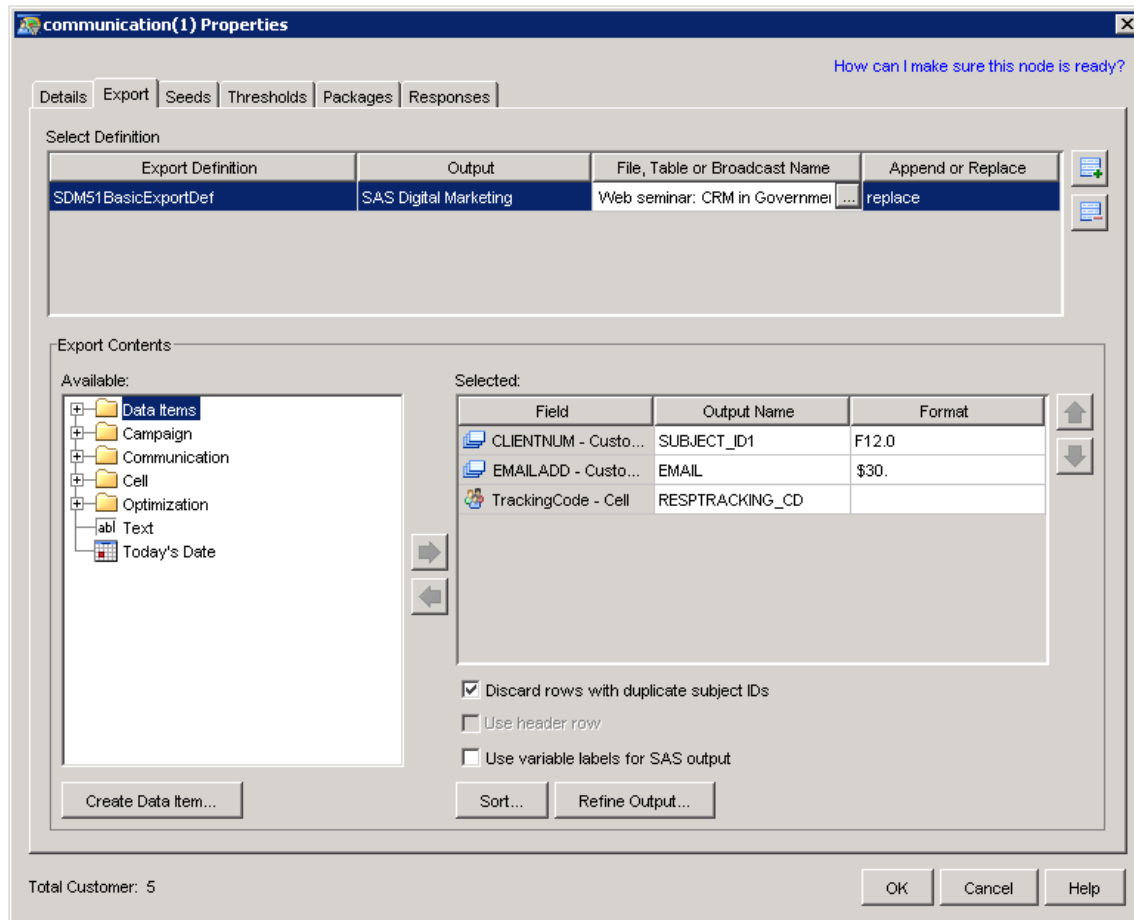 communication(1) Properties
How can I make sure this node is ready?
Details Export Seeds Thresholds Packages Responses
Select Definition
Export Definition Output File, Table or Broadcast Name Append or Replace
SDM51BasicExportDef SAS Digital Marketing Web seminar: CRM in Governmer ... replace
Export Contents
Available: Selected:
Data Items
Campaign
Communication
Cell
Optimization
abl Text
Today's Date
Field Output Name Format
CLIENTNUM - Custo... SUBJECT_ID1 F12.0
EMAILADD - Custo... EMAIL $30.
TrackingCode - Cell RESPTRACKING_CD
Discard rows with duplicate subject IDs
Use header row
Use variable labels for SAS output
Create Data Item... Sort... Refine Output...
Total Customer: 5 OK Cancel Help